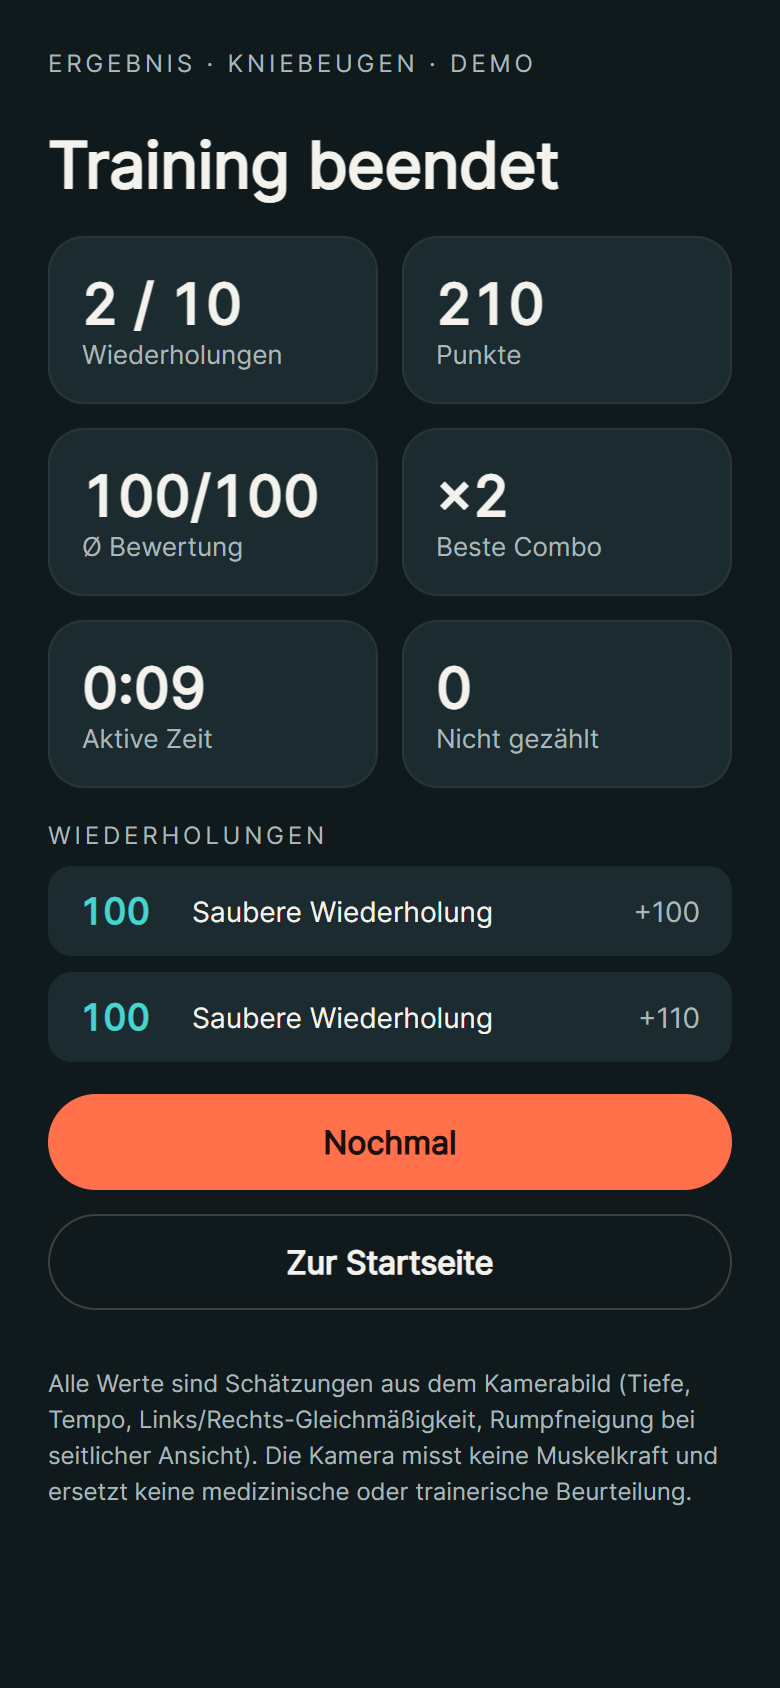 ERGEBNIS · KNIEBEUGEN · DEMO
Training beendet
2 / 10
Wiederholungen
210
Punkte
100/100
Ø Bewertung
×2
Beste Combo
0:09
Aktive Zeit
0
Nicht gezählt
WIEDERHOLUNGEN
100 Saubere Wiederholung +100
100 Saubere Wiederholung +110
Nochmal
Zur Startseite
Alle Werte sind Schätzungen aus dem Kamerabild (Tiefe,
Tempo, Links/Rechts-Gleichmäßigkeit, Rumpfneigung bei
seitlicher Ansicht). Die Kamera misst keine Muskelkraft und
ersetzt keine medizinische oder trainerische Beurteilung.